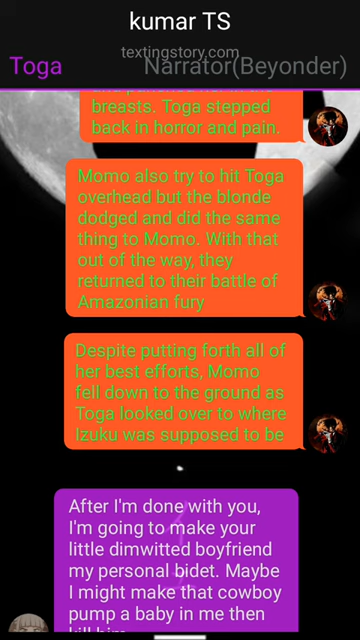 kumar TS
textingstory.com
Toga Narrator(Beyonder)
breasts. Toga stepped
back in horror and pain.
Momo also try to hit Toga
overhead but the blonde
dodged and did the same
thing to Momo. With that
out of the way, they
returned to their battle of
Amazonian fury
Despite putting forth all of
her best efforts, Momo
fell down to the ground as
Toga looked over to where
Izuku was supposed to be
After I'm done with you,
I'm going to make your
little dimwitted boyfriend
my personal bidet. Maybe
I might make that cowboy
pump a baby in me then
kill him